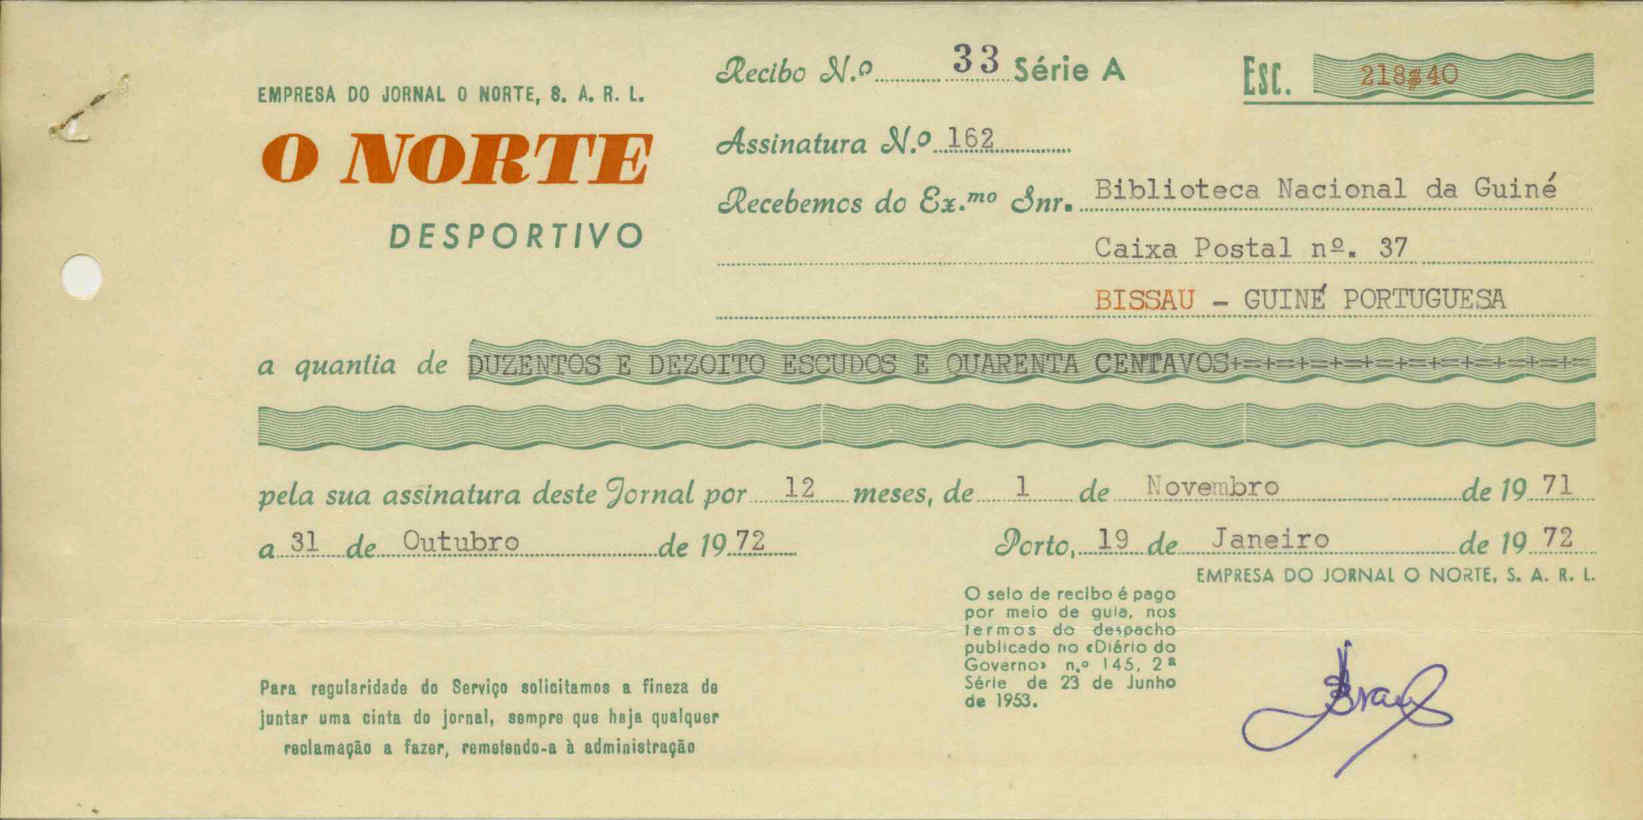 EMPRESA DO JORNAL O NORTE, S. A. R. L.
O NORTE
DESPORTIVO
Recibo N.º 33 Série A
Esc. 218$40
Assinatura N.º 162
Recebemos do Ex.mo Snr. Biblioteca Nacional da Guiné
Caixa Postal nº. 37
BISSAU - GUINÉ PORTUGUESA
a quantia de DUZENTOS E DEZOITO ESCUDOS E QUARENTA CENTAVOS+=+=+=+=+=+=+=+=+=+=+=
pela sua assinatura deste Jornal por 12 meses, de 1 de Novembro de 1971
a 31 de Outubro de 1972
Porto, 19 de Janeiro de 1972
EMPRESA DO JORNAL O NORTE, S. A. R. L.
O selo de recibo é pago
por meio de guia, nos
termos do despacho
publicado no «Diário do
Governo» n.º 145, 2ª
Série de 23 de Junho
de 1953.
Para regularidade do Serviço solicitamos a fineza de
juntar uma cinta do jornal, sempre que haja qualquer
reclamação a fazer, remetendo-a à administração